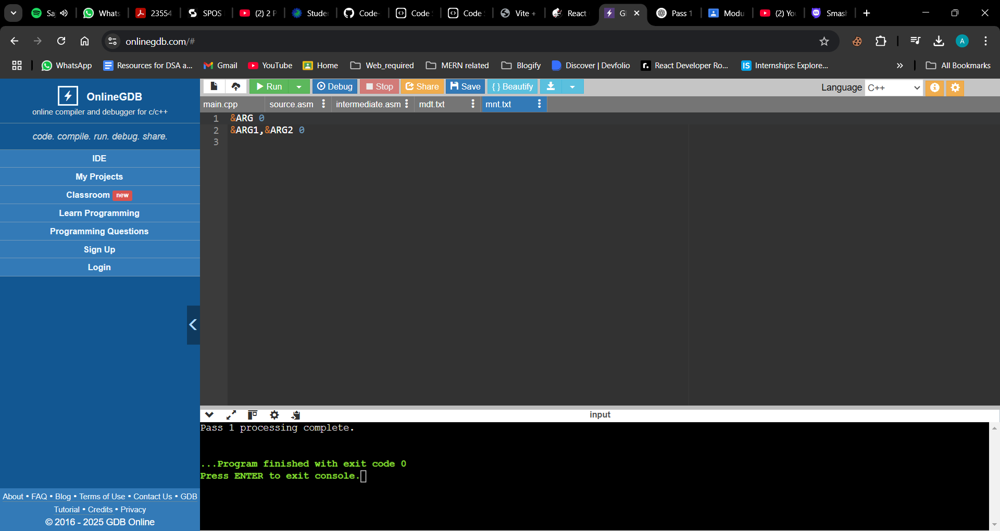 Sa
Whats
23554
SPOS
(2) 2 P
Stude
Code-
Code
Code
Vite +
React
G
Pass 1
Modu
(2) Yo
Smas
onlinegdb.com/#
A
WhatsApp
Resources for DSA a...
Gmail
YouTube
Home
Web_required
MERN related
Blogify
Discover | Devfolio
r.
React Developer Ro...
IS
Internships: Explore...
All Bookmarks
OnlineGDB
online compiler and debugger for c/c++
code. compile. run. debug. share.
IDE
My Projects
Classroom new
Learn Programming
Programming Questions
Sign Up
Login
About • FAQ • Blog • Terms of Use • Contact Us • GDB
Tutorial • Credits • Privacy
© 2016 - 2025 GDB Online
Run
Debug
Stop
Share
Save
{ } Beautify
Language C++
main.cpp
source.asm
intermediate.asm
mdt.txt
mnt.txt
1 &ARG 0
2 &ARG1,&ARG2 0
3
input
Pass 1 processing complete.
...Program finished with exit code 0
Press ENTER to exit console.